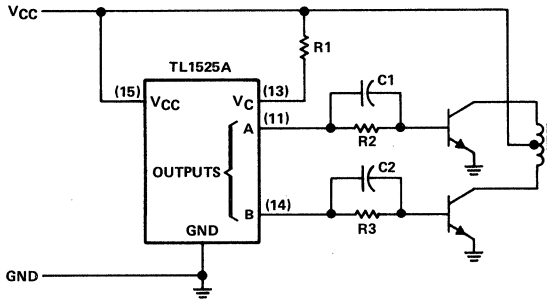 VCC
R1
TL1525A
(15)
(13)
VCC
VC
C1
(11)
A
R2
OUTPUTS
C2
(14)
B
GND
R3
GND